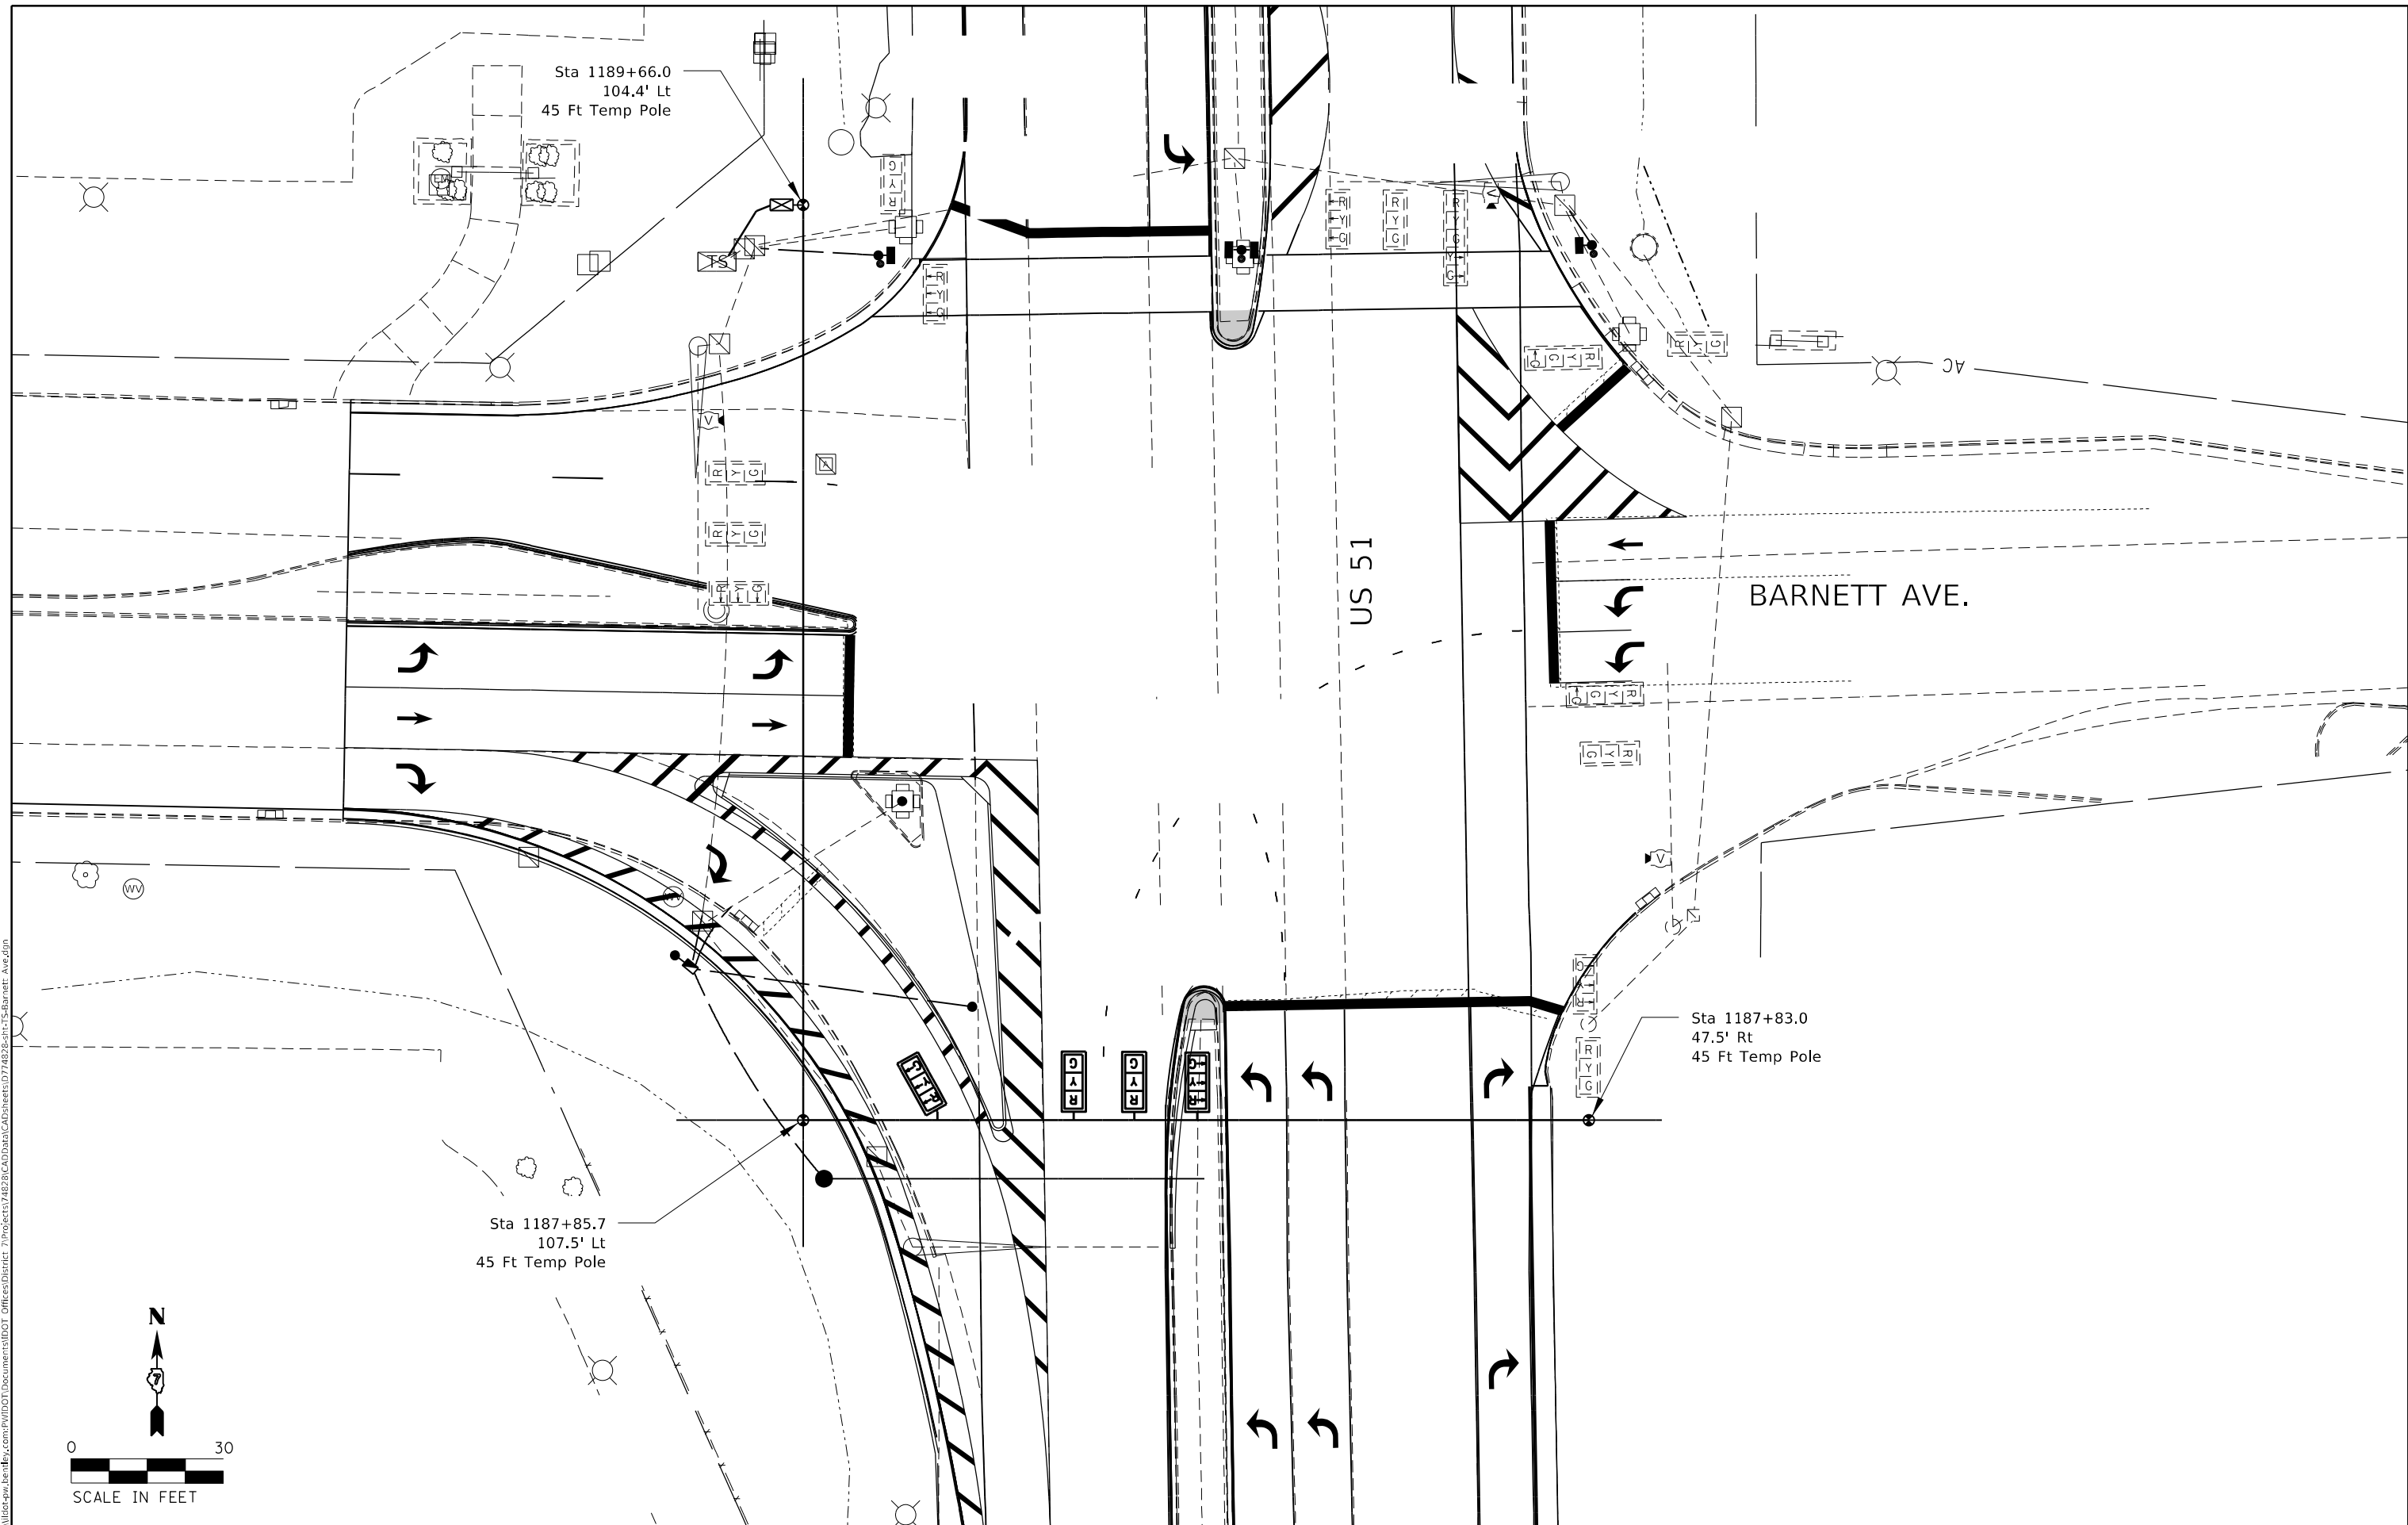 Sta 1189+66.0
104.4' Lt
45 Ft Temp Pole
TS
V
AC
US 51
BARNETT AVE.
R Y G
R Y G
R Y G
R Y G
R Y G
R Y G
R Y G
R Y G
V
WV
V
Sta 1187+83.0
47.5' Rt
45 Ft Temp Pole
R Y G
R Y G
R Y G
R Y G
Sta 1187+85.7
107.5' Lt
45 Ft Temp Pole
N
7
0 30
SCALE IN FEET